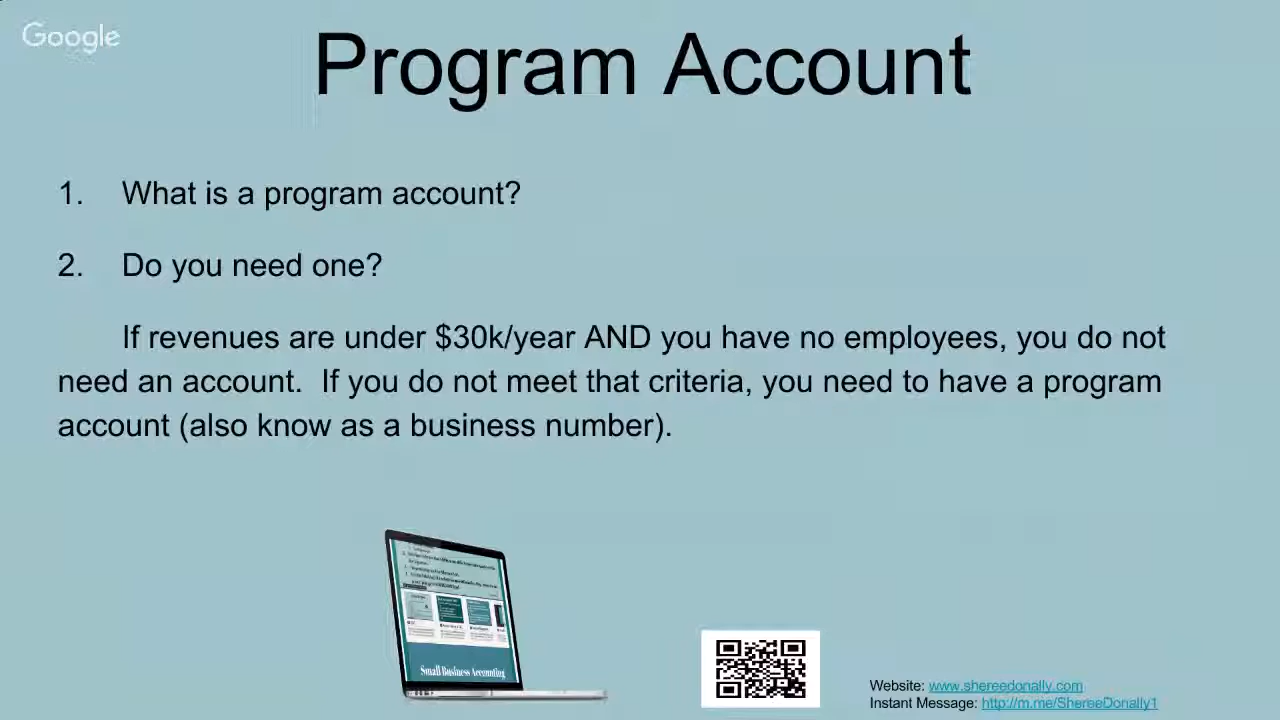 Google
Program Account
1. What is a program account?
2. Do you need one?
If revenues are under $30k/year AND you have no employees, you do not
need an account. If you do not meet that criteria, you need to have a program
account (also know as a business number).
Small Business Accounting
Website: www.shereedonally.com
Instant Message: http://m.me/ShereeDonally1